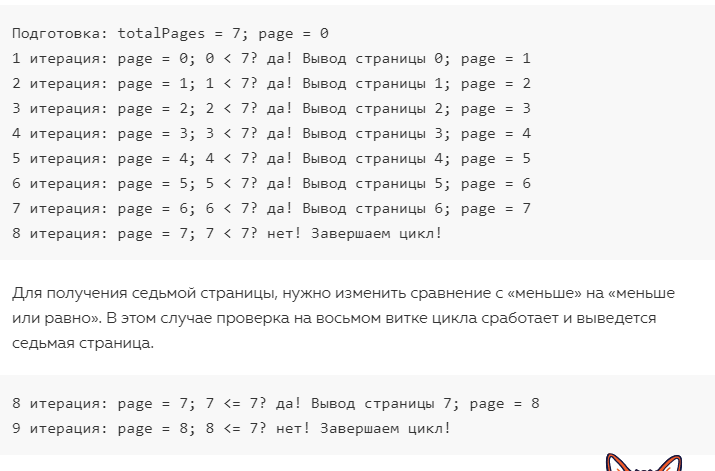 Подготовка: totalPages = 7; page = 0
1 итерация: page = 0; 0 < 7? да! Вывод страницы 0; page = 1
2 итерация: page = 1; 1 < 7? да! Вывод страницы 1; page = 2
3 итерация: page = 2; 2 < 7? да! Вывод страницы 2; page = 3
4 итерация: page = 3; 3 < 7? да! Вывод страницы 3; page = 4
5 итерация: page = 4; 4 < 7? да! Вывод страницы 4; page = 5
6 итерация: page = 5; 5 < 7? да! Вывод страницы 5; page = 6
7 итерация: page = 6; 6 < 7? да! Вывод страницы 6; page = 7
8 итерация: page = 7; 7 < 7? нет! Завершаем цикл!
Для получения седьмой страницы, нужно изменить сравнение с «меньше» на «меньше
или равно». В этом случае проверка на восьмом витке цикла сработает и выведется
седьмая страница.
8 итерация: page = 7; 7 <= 7? да! Вывод страницы 7; page = 8
9 итерация: page = 8; 8 <= 7? нет! Завершаем цикл!